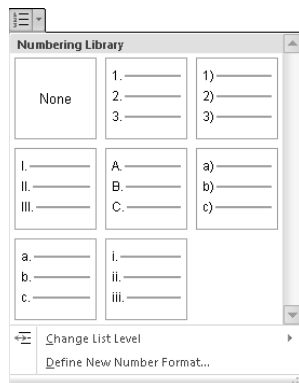 Numbering Library
None
1.
2.
3.
1)
2)
3)
I.
II.
III.
A.
B.
C.
a)
b)
c)
a.
b.
c.
i.
ii.
iii.
Change List Level
Define New Number Format...